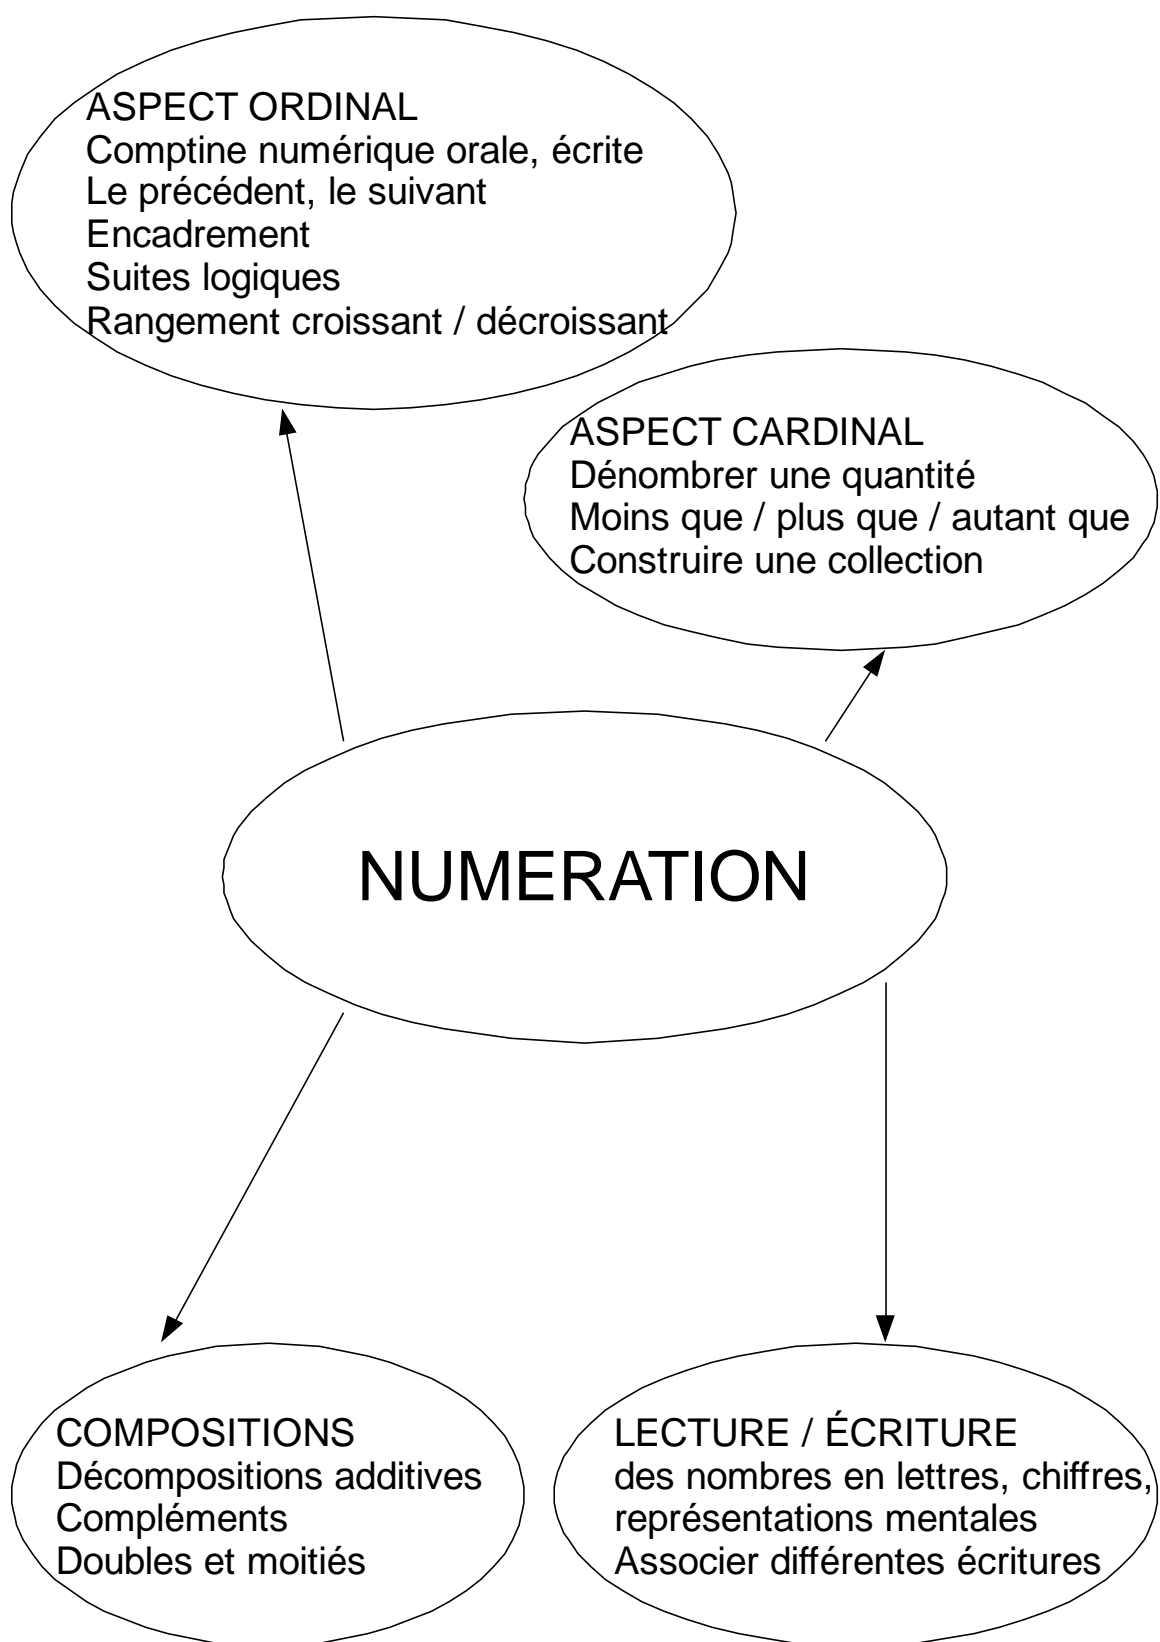 ASPECT ORDINAL
Comptine numérique orale, écrite
Le précédent, le suivant
Encadrement
Suites logiques
Rangement croissant / décroissant
ASPECT CARDINAL
Dénombrer une quantité
Moins que / plus que / autant que
Construire une collection
NUMERATION
COMPOSITIONS
Décompositions additives
Compléments
Doubles et moitiés
LECTURE / ÉCRITURE
des nombres en lettres, chiffres,
représentations mentales
Associer différentes écritures